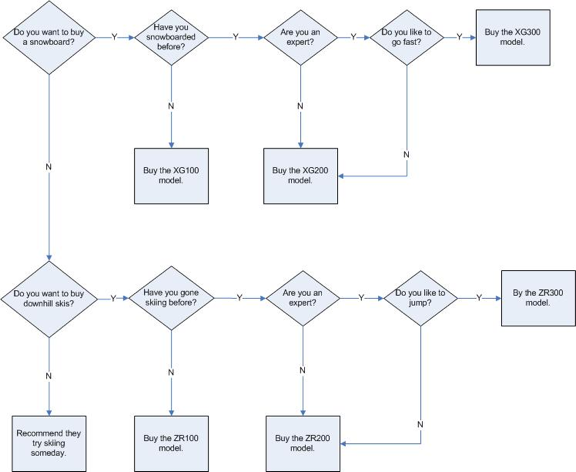 Do you want to buy
a snowboard?
Y
Have you
snowboarded
before?
Y
Are you an
expert?
Y
Do you like to
go fast?
Y
Buy the XG300
model.
N
N
N
N
Buy the XG100
model.
Buy the XG200
model.
Do you want to buy
downhill skis?
Y
Have you gone
skiing before?
Y
Are you an
expert?
Y
Do you like to
jump?
Y
By the ZR300
model.
N
N
N
N
Recommend they
try skiing
someday.
Buy the ZR100
model.
Buy the ZR200
model.